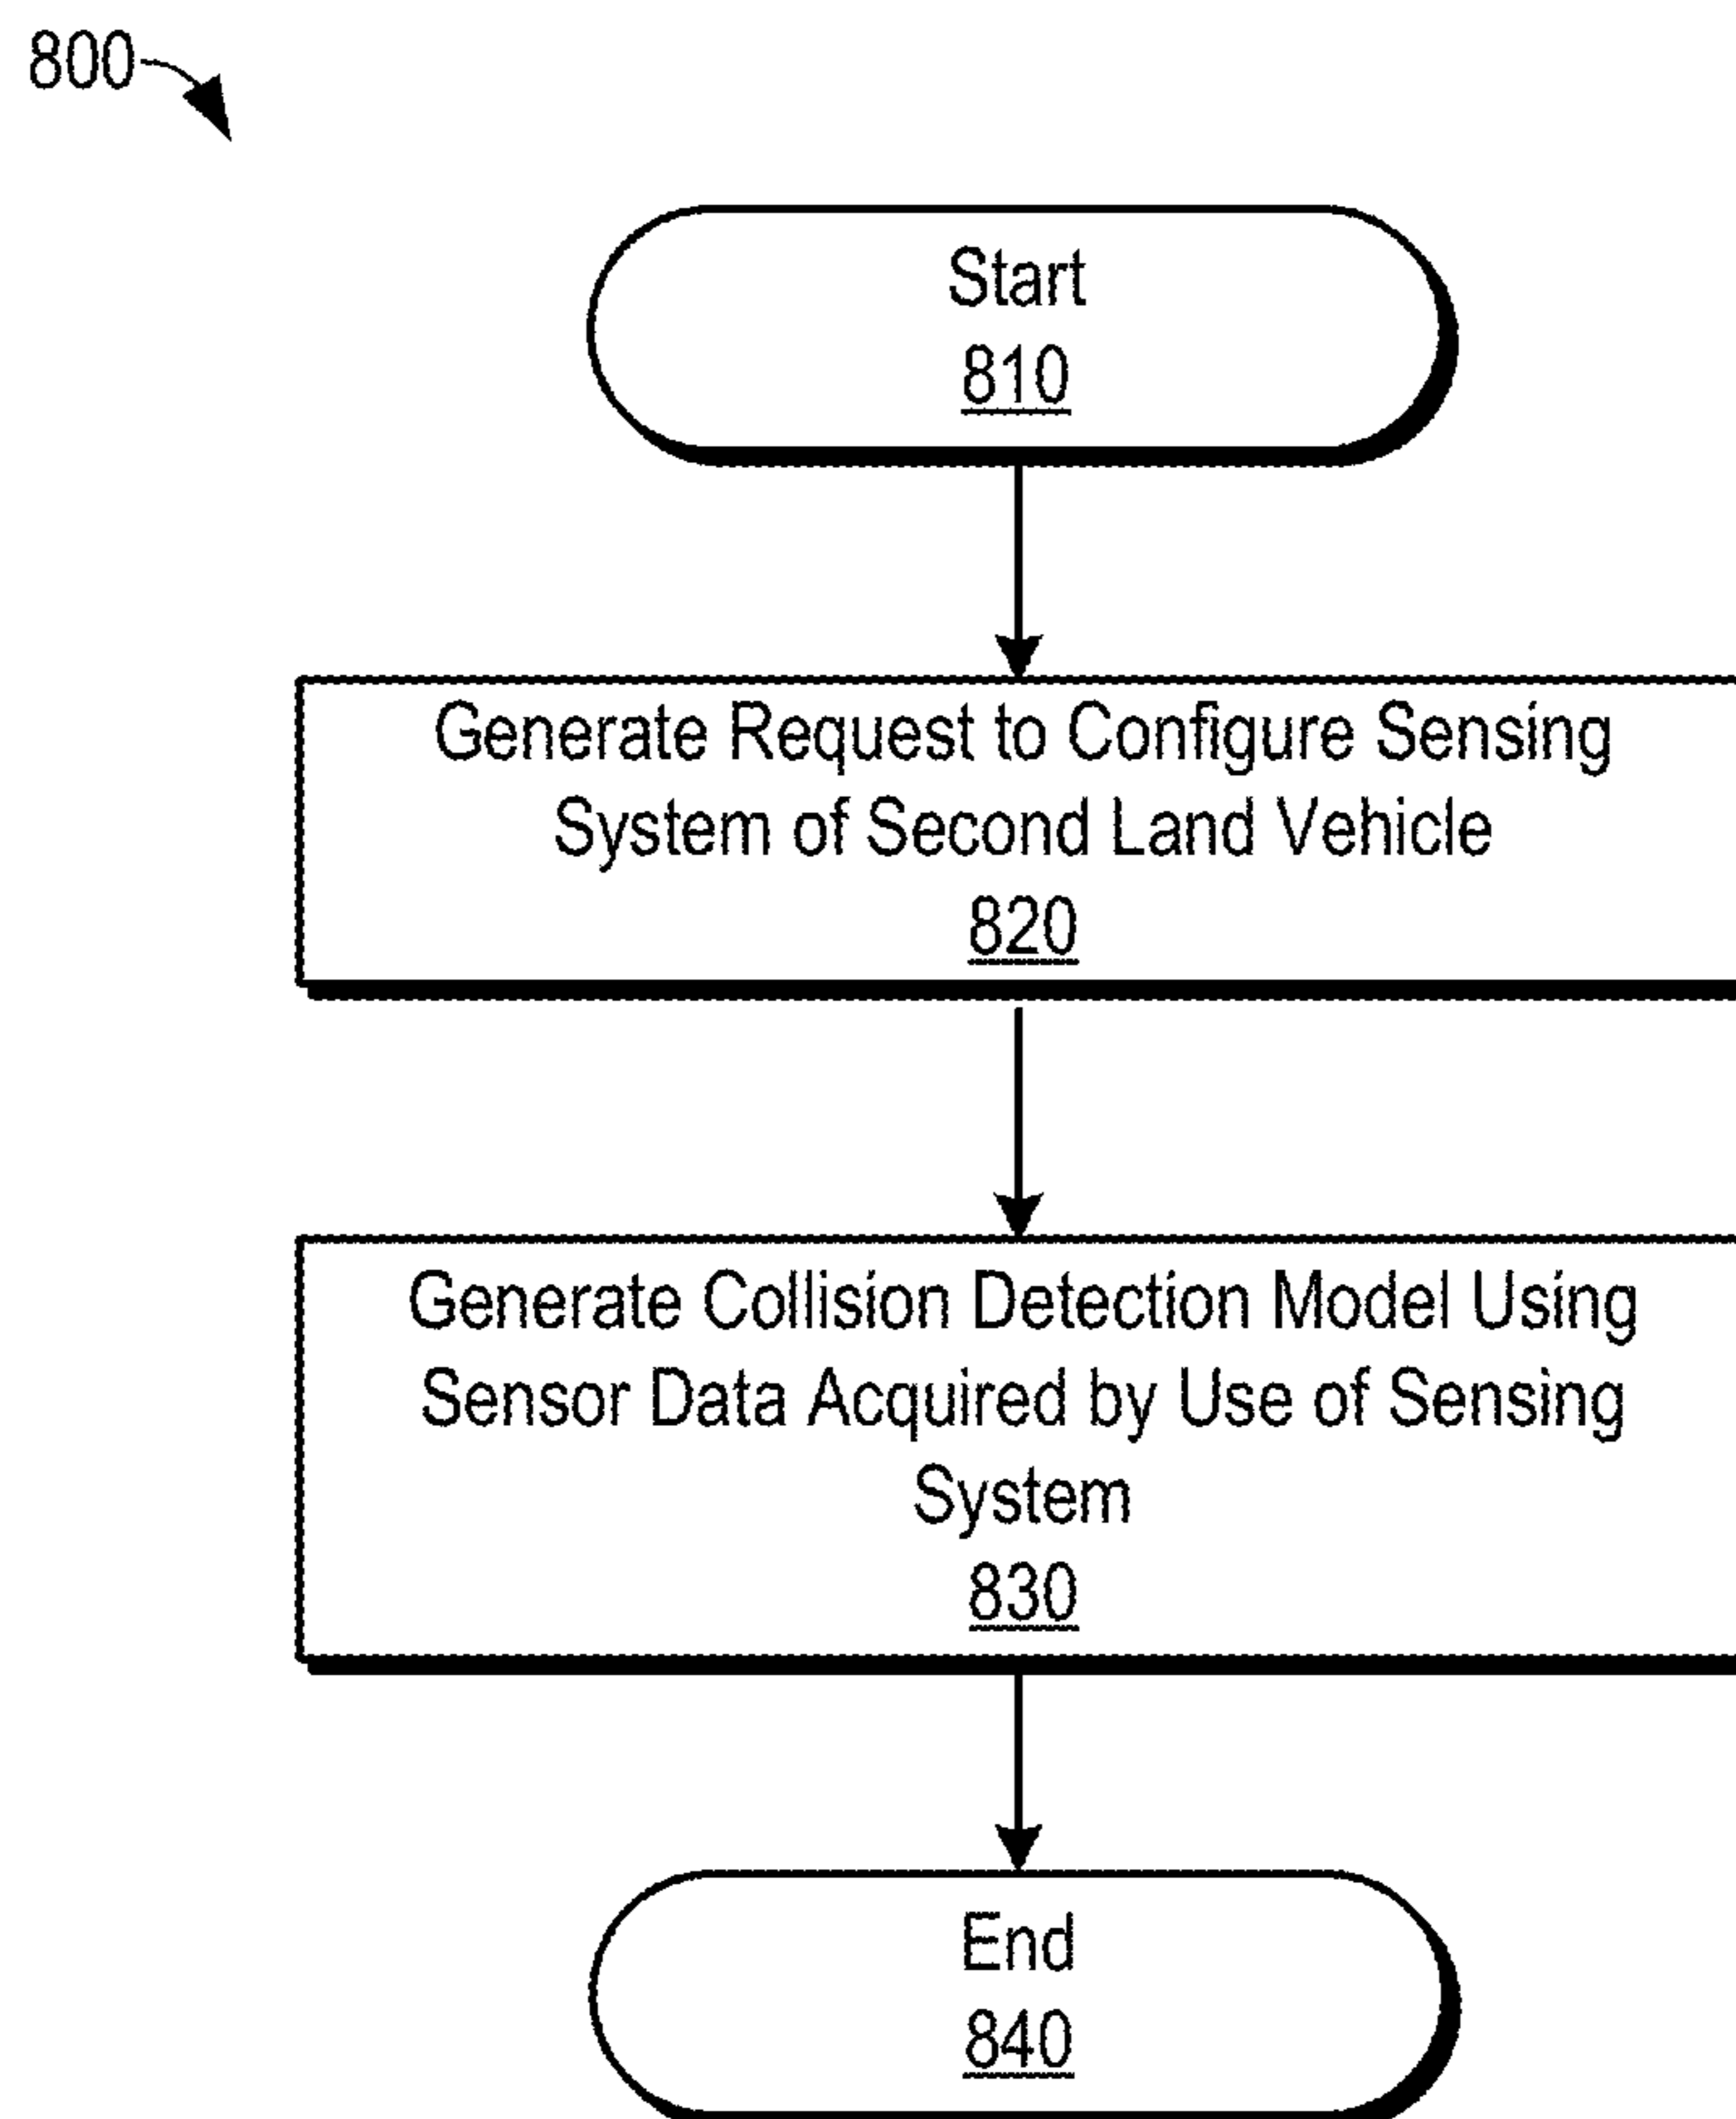 800
Start
810
Generate Request to Configure Sensing
System of Second Land Vehicle
820
Generate Collision Detection Model Using
Sensor Data Acquired by Use of Sensing
System
830
End
840